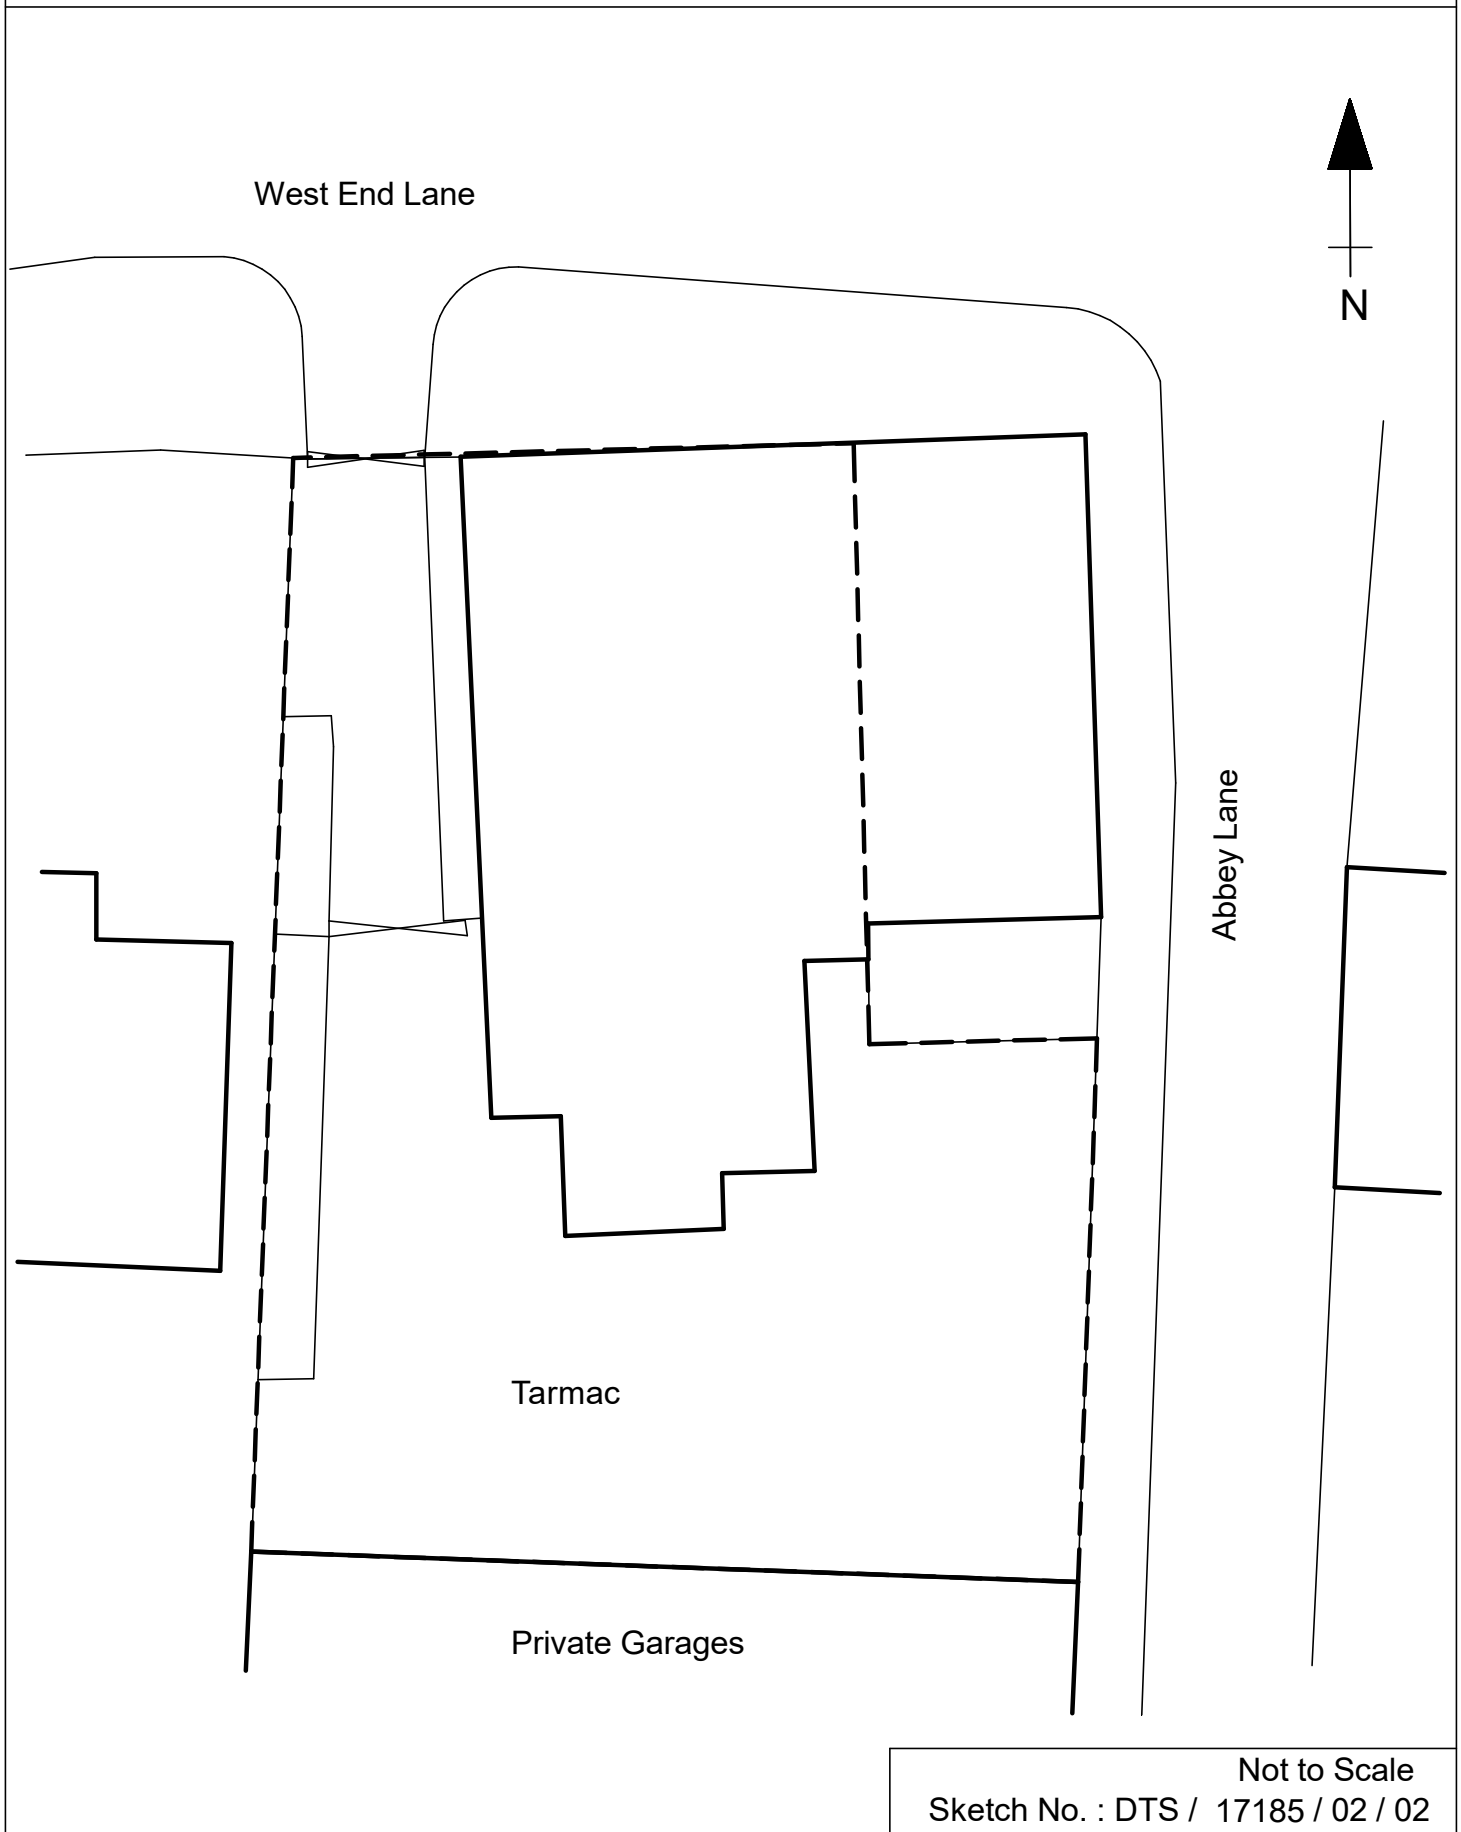 West End Lane
N
Abbey Lane
Tarmac
Private Garages
Not to Scale
Sketch No. : DTS / 17185 / 02 / 02